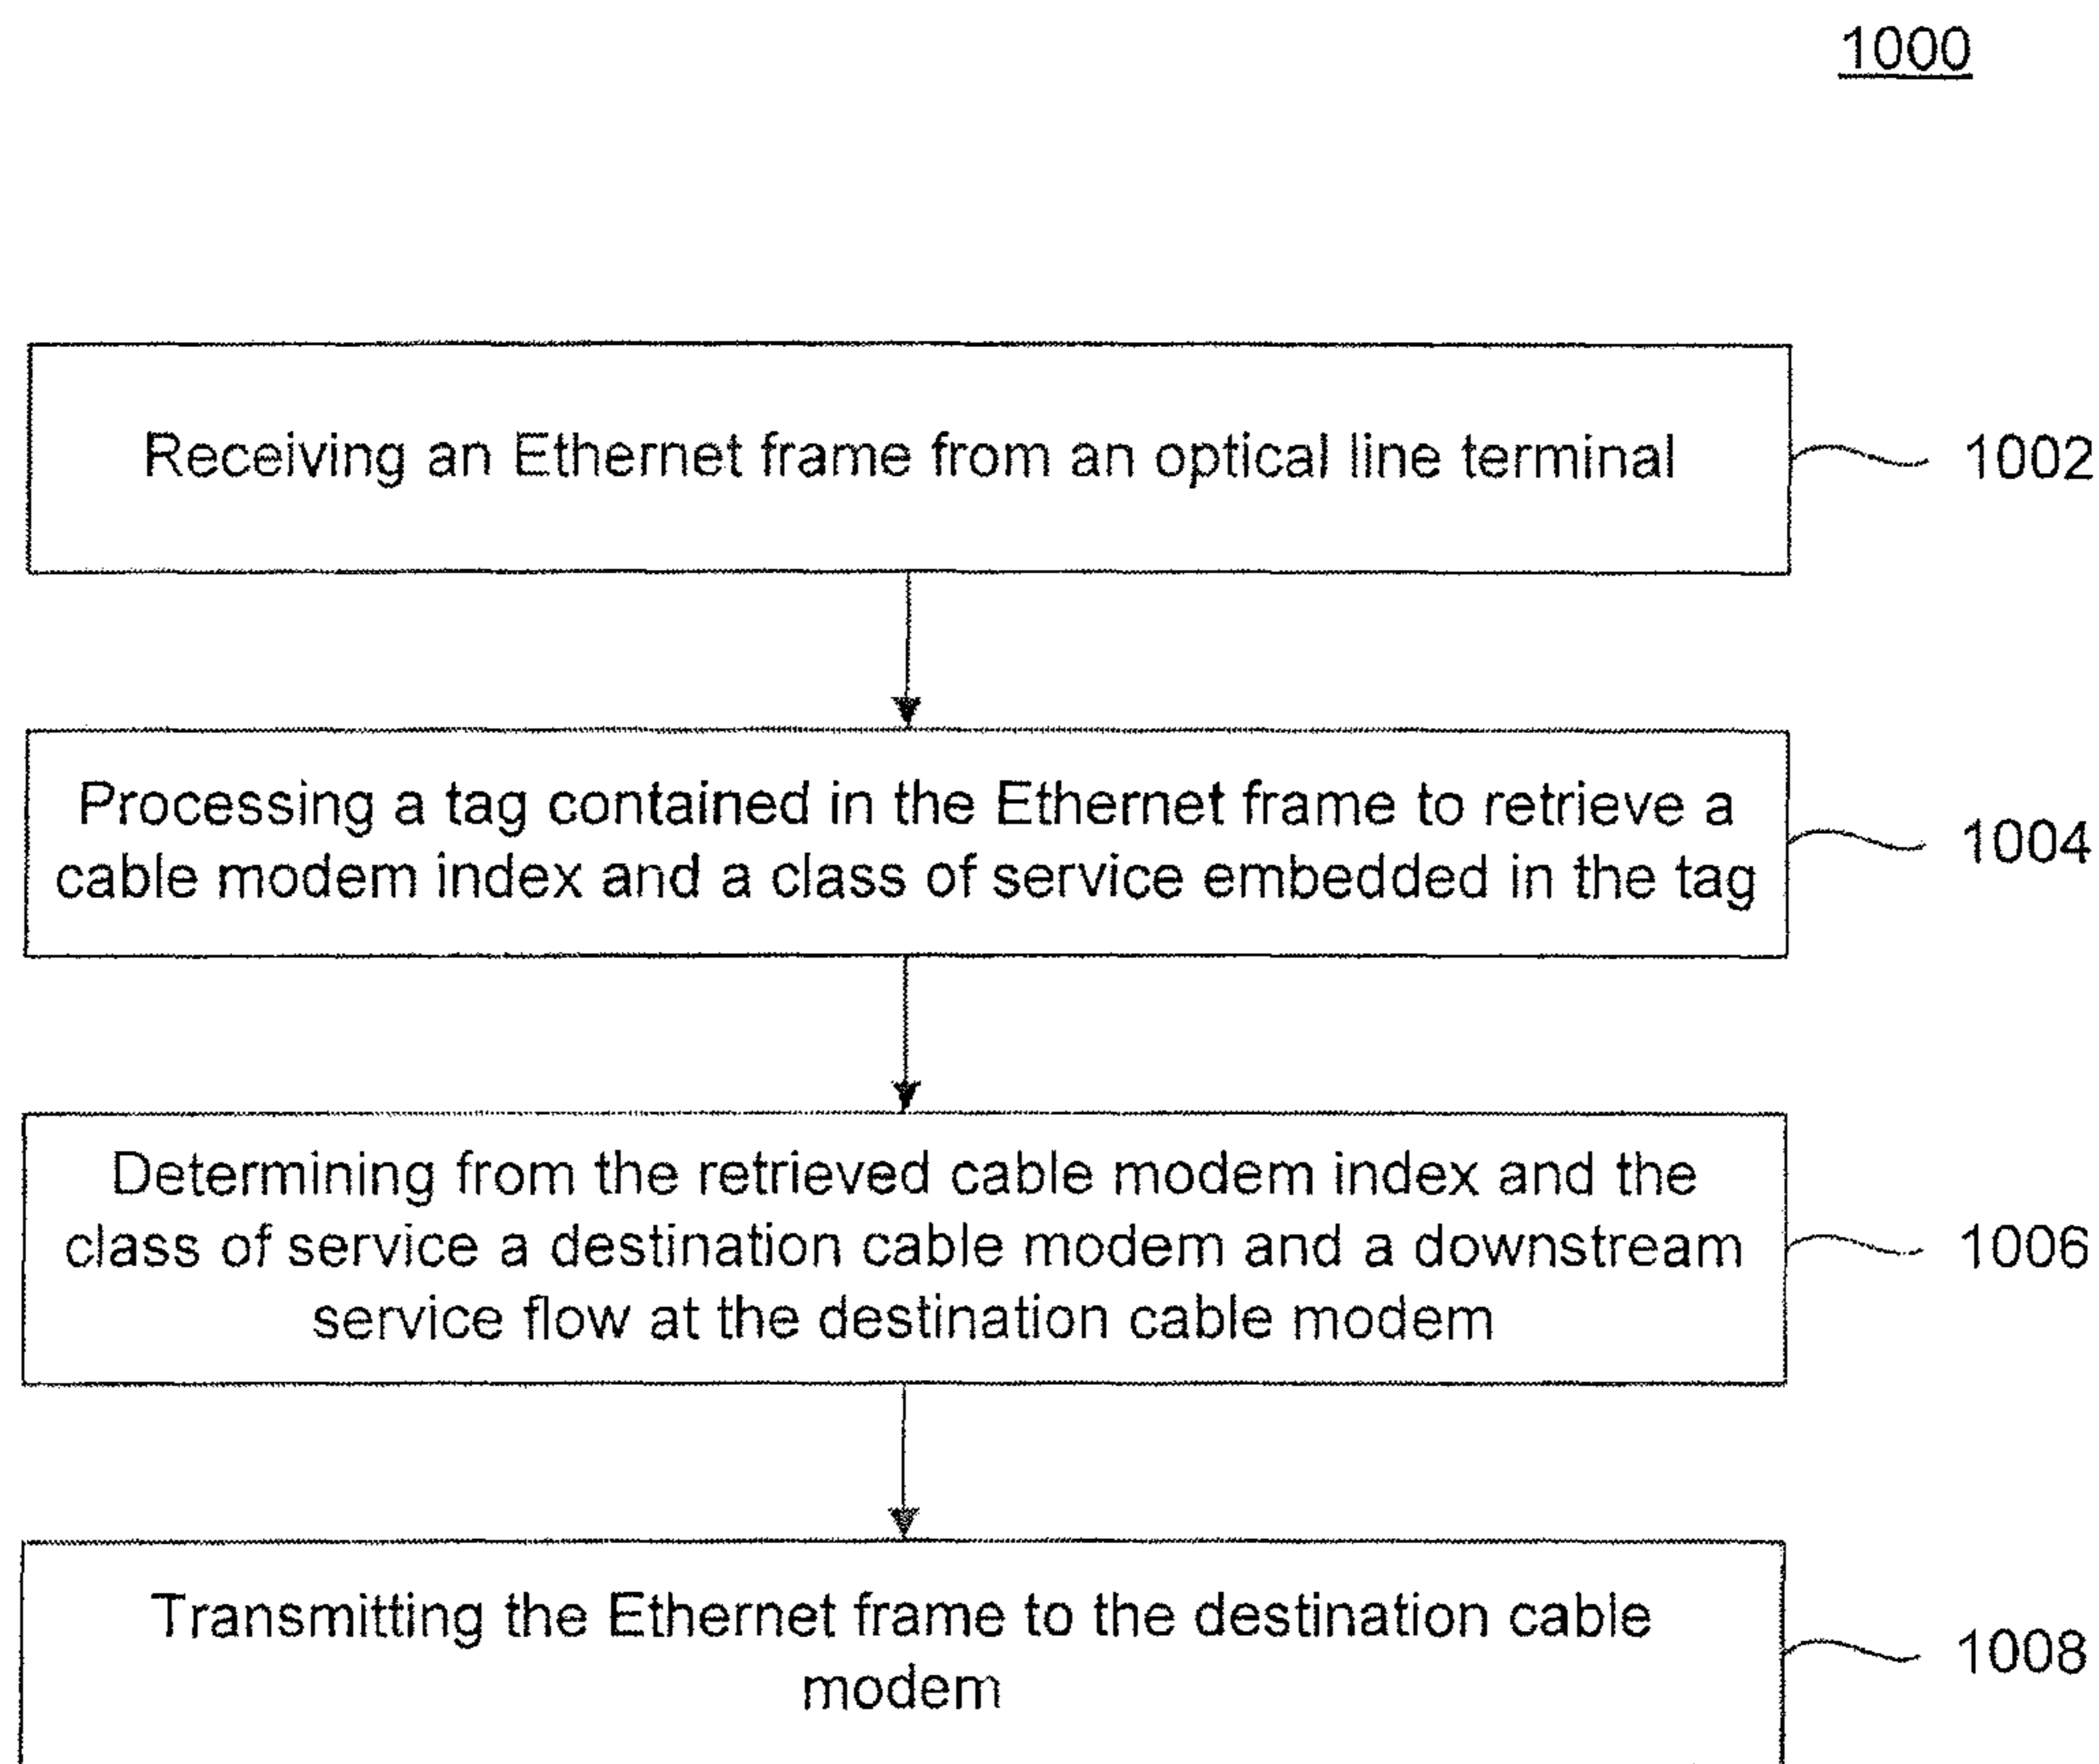 1000
Receiving an Ethernet frame from an optical line terminal
1002
Processing a tag contained in the Ethernet frame to retrieve a
cable modem index and a class of service embedded in the tag
1004
Determining from the retrieved cable modem index and the
class of service a destination cable modem and a downstream
service flow at the destination cable modem
1006
Transmitting the Ethernet frame to the destination cable
modem
1008